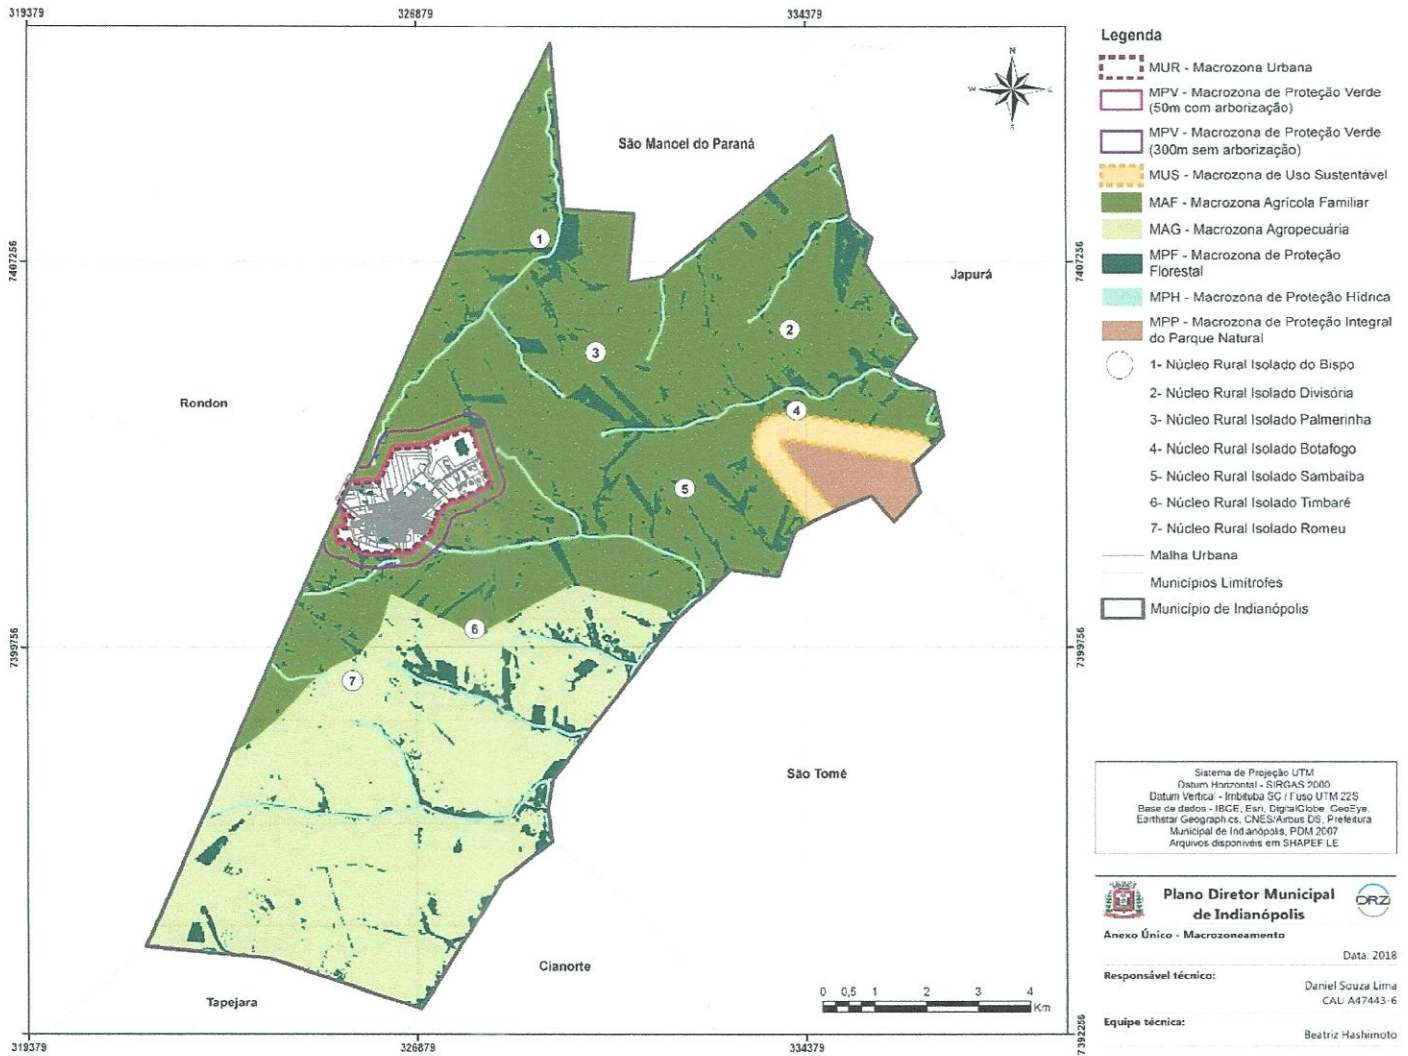 319379
326879
334379
7407256
7407256
7399756
7399756
7392256
319379
326879
334379
N
W
S
São Manoel do Paraná
Japurá
Rondon
São Tomé
Cianorte
Tapejara
1
2
3
4
5
6
7
0 0,5 1 2 3 4
Km
Legenda
MUR - Macrozona Urbana
MPV - Macrozona de Proteção Verde
(50m com arborização)
MPV - Macrozona de Proteção Verde
(300m sem arborização)
MUS - Macrozona de Uso Sustentável
MAF - Macrozona Agrícola Familiar
MAG - Macrozona Agropecuária
MPF - Macrozona de Proteção
Florestal
MPH - Macrozona de Proteção Hídrica
MPP - Macrozona de Proteção Integral
do Parque Natural
1- Núcleo Rural Isolado do Bispo
2- Núcleo Rural Isolado Divisória
3- Núcleo Rural Isolado Palmerinha
4- Núcleo Rural Isolado Botafogo
5- Núcleo Rural Isolado Sambaíba
6- Núcleo Rural Isolado Timbaré
7- Núcleo Rural Isolado Romeu
Malha Urbana
Municípios Limítrofes
Município de Indianópolis
Sistema de Projeção UTM
Datum Horizontal - SIRGAS 2000
Datum Vertical - Imbituba SC / Fuso UTM 22S
Base de dados - IBGE, Esri, DigitalGlobe, GeoEye,
Earthstar Geographics, CNES/Airbus DS, Prefeitura
Municipal de Indianópolis, PDM 2007
Arquivos disponivéis em SHAPEFILE
Plano Diretor Municipal
de Indianópolis
DRZ
Anexo Único - Macrozoneamento
Data: 2018
Responsável técnico:
Daniel Souza Lima
CAU A47443-6
Equipe técnica:
Beatriz Hashimoto